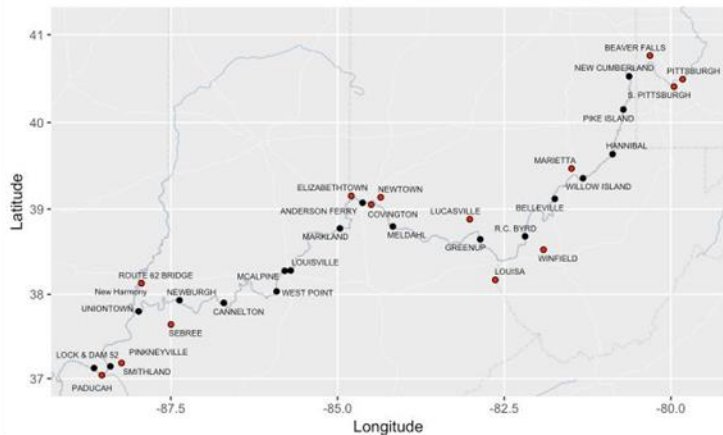 41
BEAVER FALLS
NEW CUMBERLAND
PITTSBURGH
S. PITTSBURGH
40
PIKE ISLAND
HANNIBAL
MARIETTA
WILLOW ISLAND
ELIZABETHTOWN
NEWTOWN
BELLEVILLE
39
ANDERSON FERRY
COVINGTON
LUCASVILLE
MARKLAND
MELDAHL
R.C. BYRD
GREENUP
WINFIELD
LOUISVILLE
MCALPINE
ROUTE 62 BRIDGE
LOUISA
New Harmony
NEWBURGH
WEST POINT
38
UNIONTOWN
CANNELTON
SEBREE
LOCK & DAM 52
PINKNEYVILLE
SMITHLAND
37
PADUCAH
-87.5
-85.0
-82.5
-80.0
Longitude
Latitude